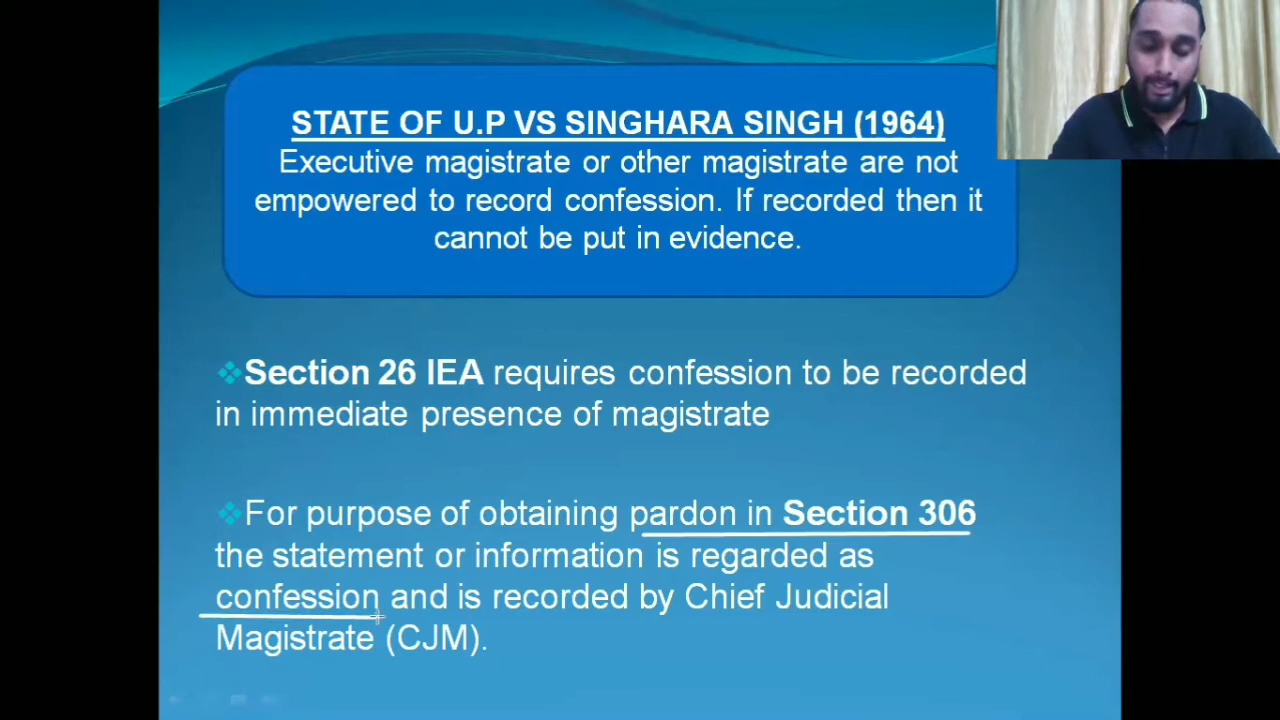 STATE OF U.P VS SINGHARA SINGH (1964)
Executive magistrate or other magistrate are not
empowered to record confession. If recorded then it
cannot be put in evidence.
❖Section 26 IEA requires confession to be recorded
in immediate presence of magistrate
❖For purpose of obtaining pardon in Section 306
the statement or information is regarded as
confession and is recorded by Chief Judicial
Magistrate (CJM).